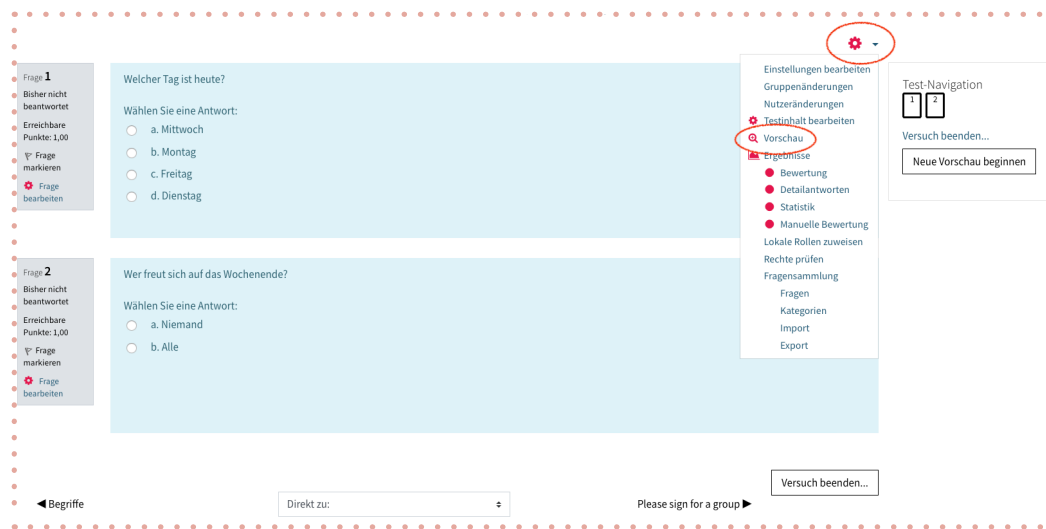 Frage 1
Bisher nicht
beantwortet
Erreichbare
Punkte: 1,00
Frage
markieren
Frage
bearbeiten
Welcher Tag ist heute?
Wählen Sie eine Antwort:
a. Mittwoch
b. Montag
c. Freitag
d. Dienstag
Einstellungen bearbeiten
Gruppenänderungen
Nutzeränderungen
Testinhalt bearbeiten
Vorschau
Ergebnisse
Bewertung
Detailantworten
Statistik
Manuelle Bewertung
Lokale Rollen zuweisen
Rechte prüfen
Fragensammlung
Fragen
Kategorien
Import
Export
Test-Navigation
1 2
Versuch beenden...
Neue Vorschau beginnen
Frage 2
Bisher nicht
beantwortet
Erreichbare
Punkte: 1,00
Frage
markieren
Frage
bearbeiten
Wer freut sich auf das Wochenende?
Wählen Sie eine Antwort:
a. Niemand
b. Alle
Versuch beenden...
◀ Begriffe
Direkt zu:
Please sign for a group ▶